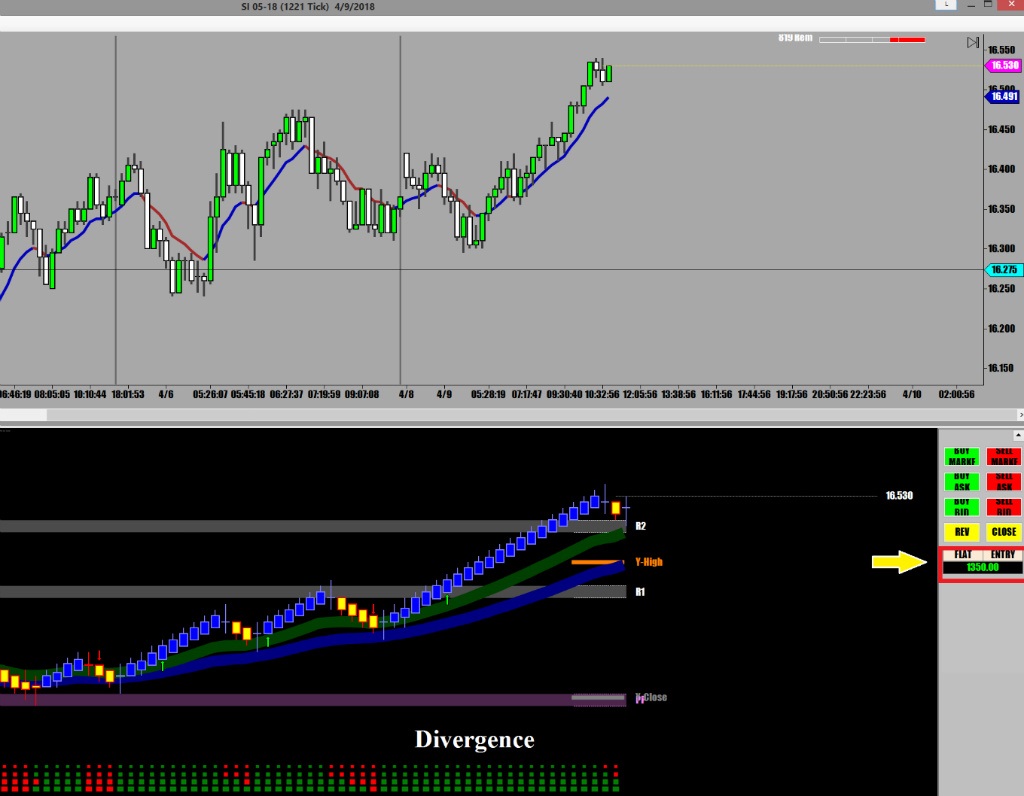 SI 05-18 (1221 Tick) 4/9/2018
819 Rem
16.550
16.530
16.500
16.491
16.450
16.400
16.350
16.300
16.275
16.250
16.200
16.150
06:46:19 08:05:05 10:10:44 18:01:53 4/6 05:26:07 05:45:18 06:27:37 07:19:59 09:07:08 4/8 4/9 05:28:19 07:17:47 09:30:40 10:32:56 12:05:56 13:38:56 16:11:56 17:44:56 19:17:56 20:50:56 22:23:56 4/10 02:00:56
BUY MARKE SELL MARKE
BUY ASK SELL ASK
16.530
BUY BID SELL BID
R2
REV CLOSE
FLAT ENTRY
Y-High
1350.00
R1
Y-Close
PP
Divergence